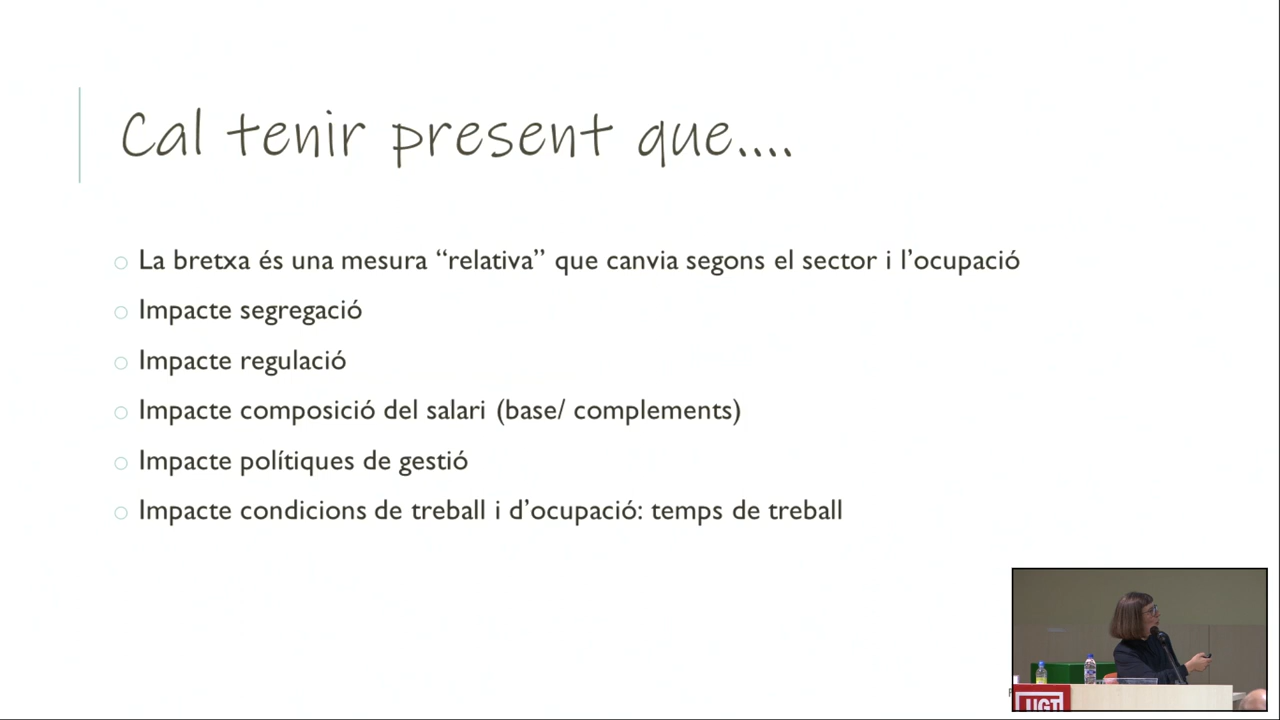 Cal tenir present que....
La bretxa és una mesura “relativa” que canvia segons el sector i l’ocupació
Impacte segregació
Impacte regulació
Impacte composició del salari (base/ complements)
Impacte polítiques de gestió
Impacte condicions de treball i d’ocupació: temps de treball
UGT